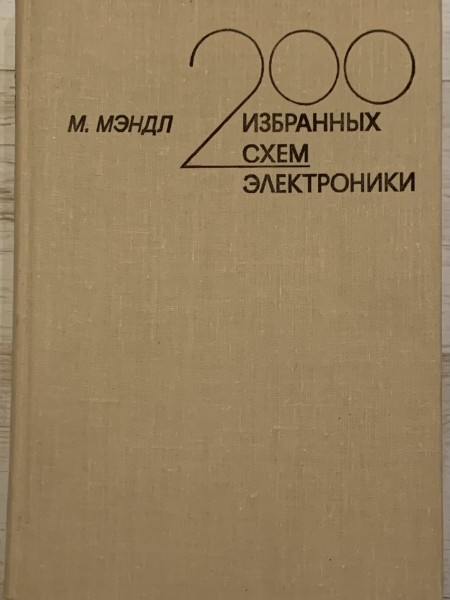 М. МЭНДЛ
200
ИЗБРАННЫХ
СХЕМ
ЭЛЕКТРОНИКИ